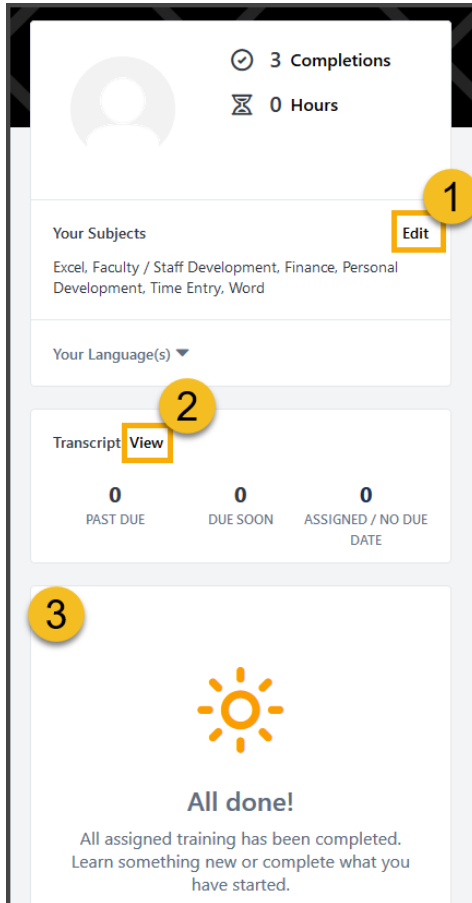 3 Completions
0 Hours
1
Your Subjects
Edit
Excel, Faculty / Staff Development, Finance, Personal
Development, Time Entry, Word
Your Language(s)
2
Transcript View
0 0 0
PAST DUE DUE SOON ASSIGNED / NO DUE
DATE
3
All done!
All assigned training has been completed.
Learn something new or complete what you
have started.